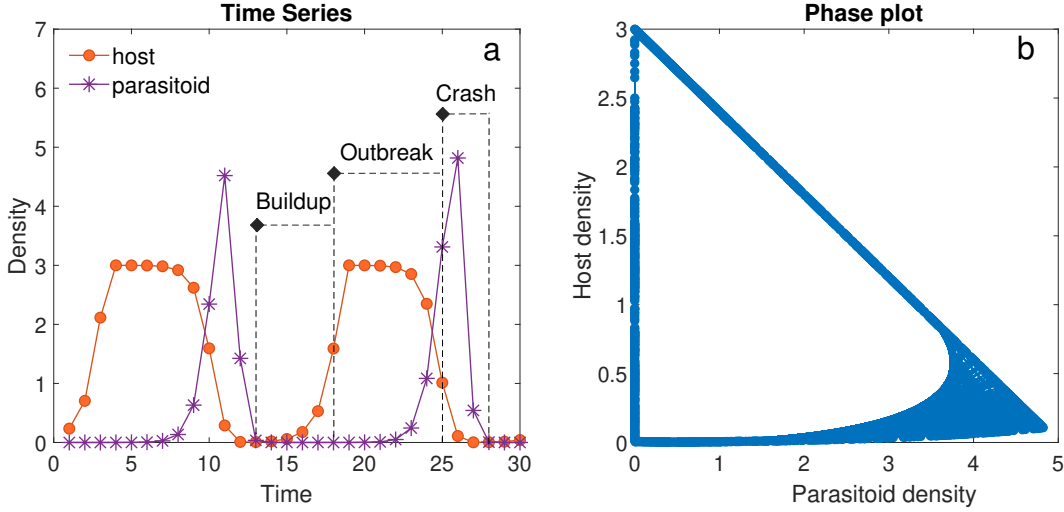 Time Series
a
host
parasitoid
Crash
Outbreak
Buildup
Density
0
1
2
3
4
5
6
7
0
5
10
15
20
25
30
Time
Phase plot
b
Host density
3
2.5
2
1.5
1
0.5
0
0
1
2
3
4
5
Parasitoid density